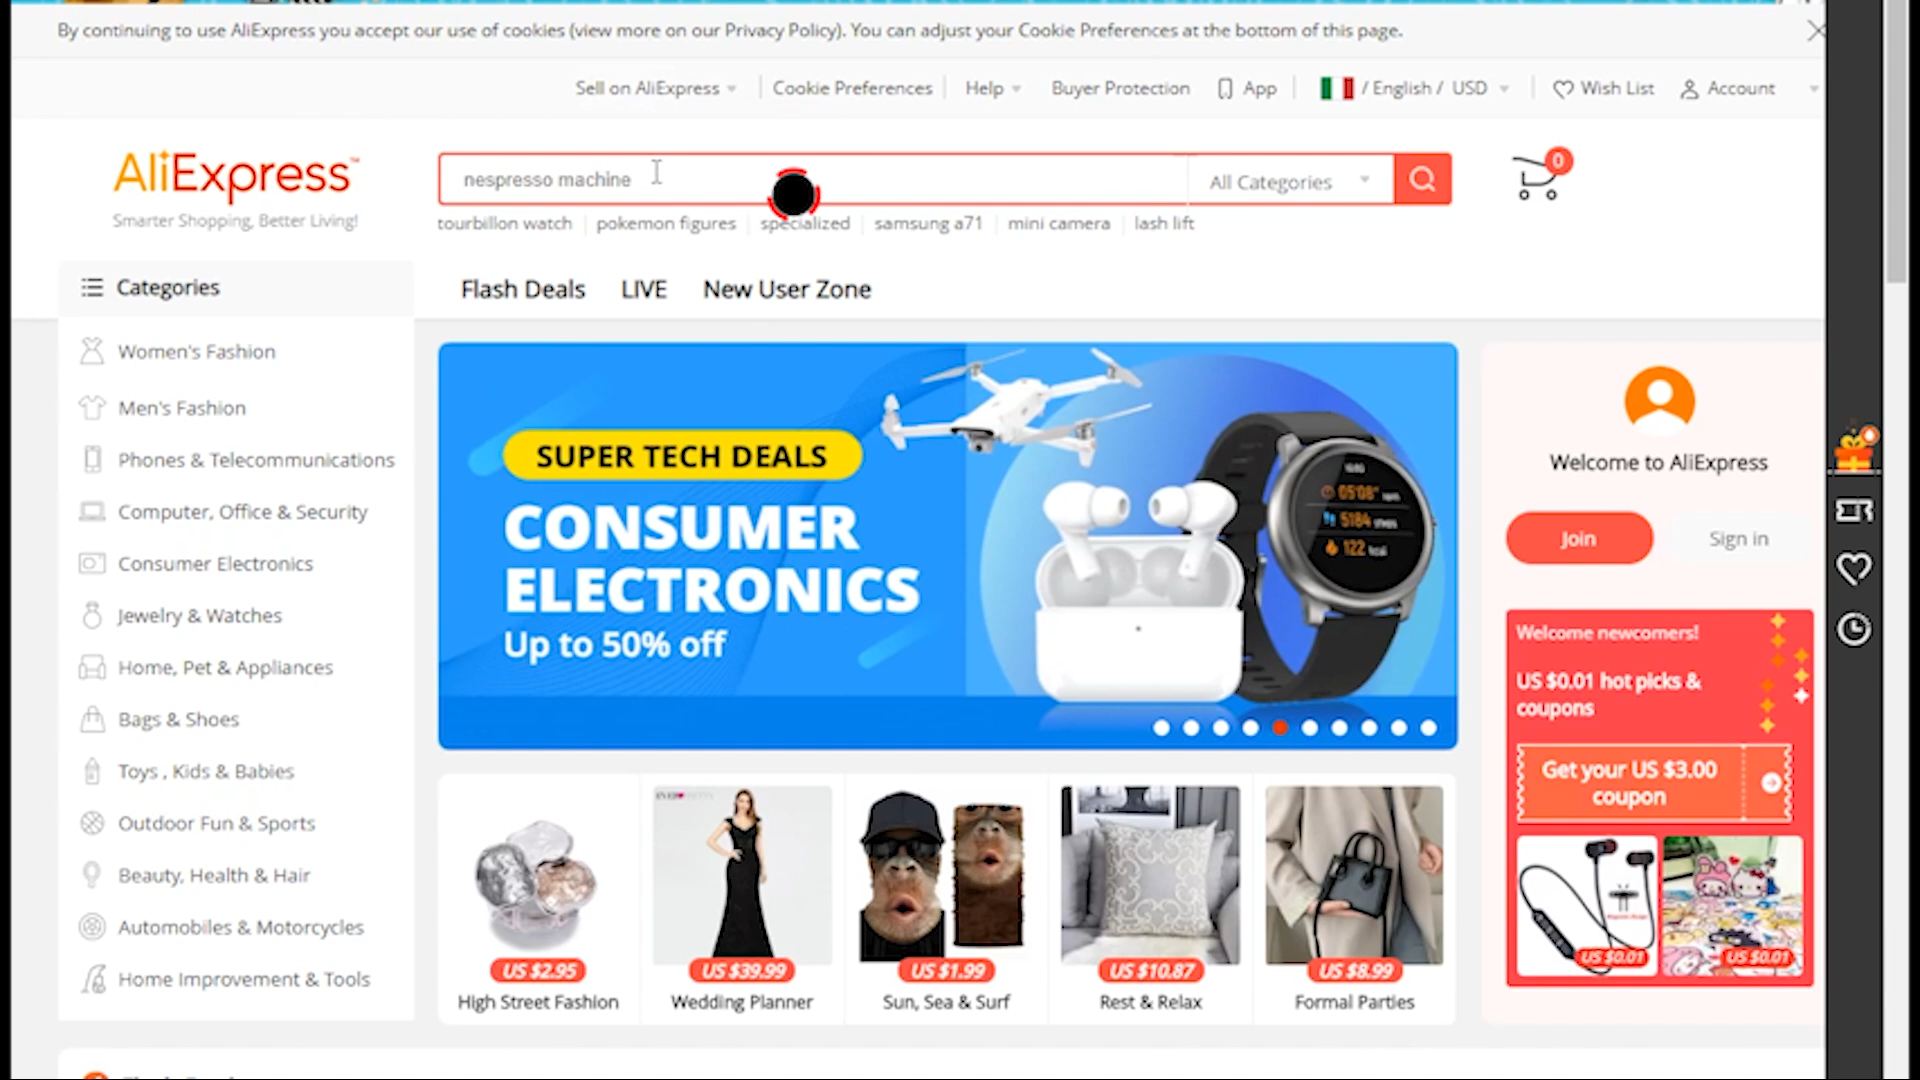 By continuing to use AliExpress you accept our use of cookies (view more on our Privacy Policy). You can adjust your Cookie Preferences at the bottom of this page.
Sell on AliExpress
Cookie Preferences
Help
Buyer Protection
App
/ English / USD
Wish List
Account
AliExpress™
Smarter Shopping, Better Living!
nespresso machine
All Categories
0
tourbillon watch
pokemon figures
specialized
samsung a71
mini camera
lash lift
Categories
Flash Deals
LIVE
New User Zone
Women's Fashion
Men's Fashion
Phones & Telecommunications
Computer, Office & Security
Consumer Electronics
Jewelry & Watches
Home, Pet & Appliances
Bags & Shoes
Toys , Kids & Babies
Outdoor Fun & Sports
Beauty, Health & Hair
Automobiles & Motorcycles
Home Improvement & Tools
SUPER TECH DEALS
CONSUMER
ELECTRONICS
Up to 50% off
05'08"
5184
122 kcal
Welcome to AliExpress
Join
Sign in
Welcome newcomers!
US $0.01 hot picks &
coupons
Get your US $3.00
coupon
US $0.01
US $0.01
US $2.95
High Street Fashion
US $39.99
Wedding Planner
US $1.99
Sun, Sea & Surf
US $10.87
Rest & Relax
US $8.99
Formal Parties